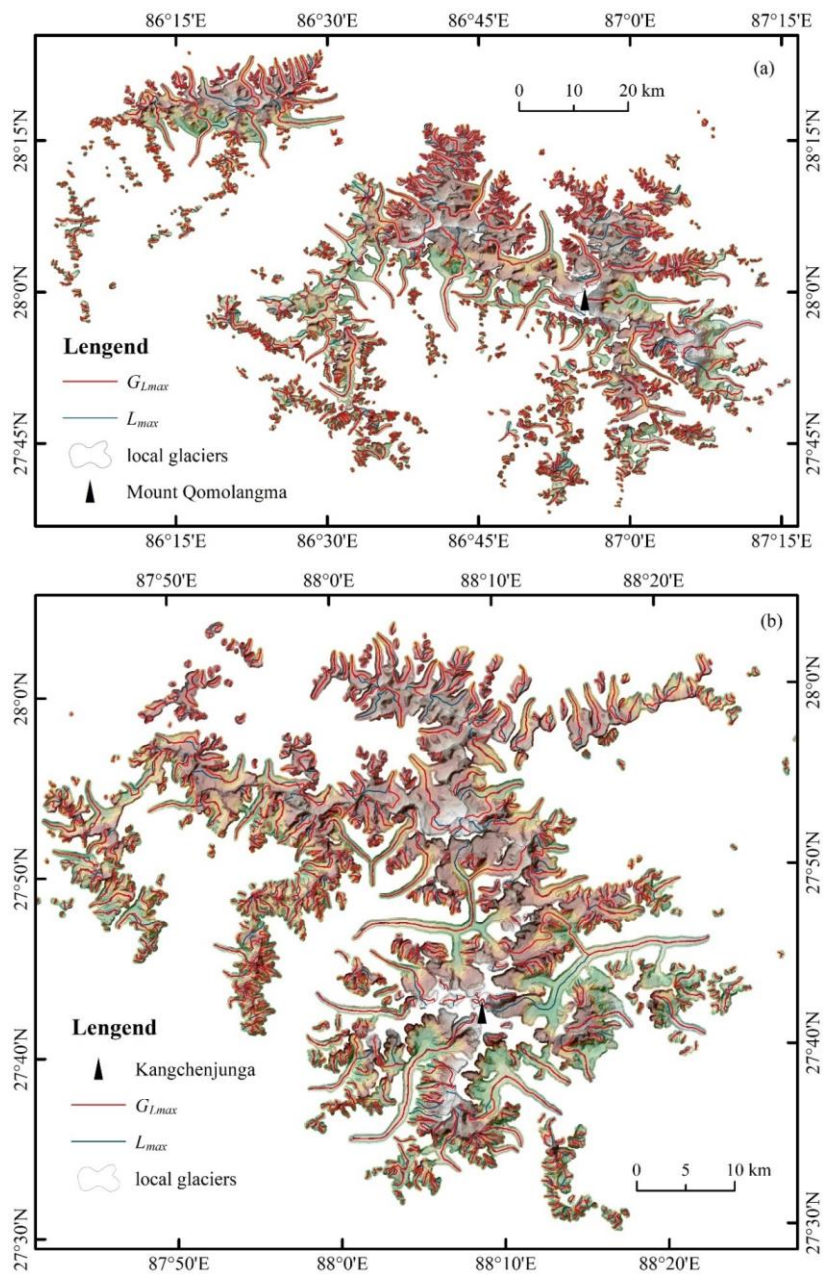 86°15'E 86°30'E 86°45'E 87°0'E 87°15'E
(a)
0 10 20 km
28°15'N 28°15'N
28°0'N 28°0'N
Lengend
G_Lmax
L_max
27°45'N 27°45'N
local glaciers
Mount Qomolangma
86°15'E 86°30'E 86°45'E 87°0'E 87°15'E
87°50'E 88°0'E 88°10'E 88°20'E
(b)
28°0'N 28°0'N
27°50'N 27°50'N
Lengend
27°40'N 27°40'N
Kangchenjunga
G_Lmax
L_max
local glaciers
0 5 10 km
27°30'N 27°30'N
87°50'E 88°0'E 88°10'E 88°20'E